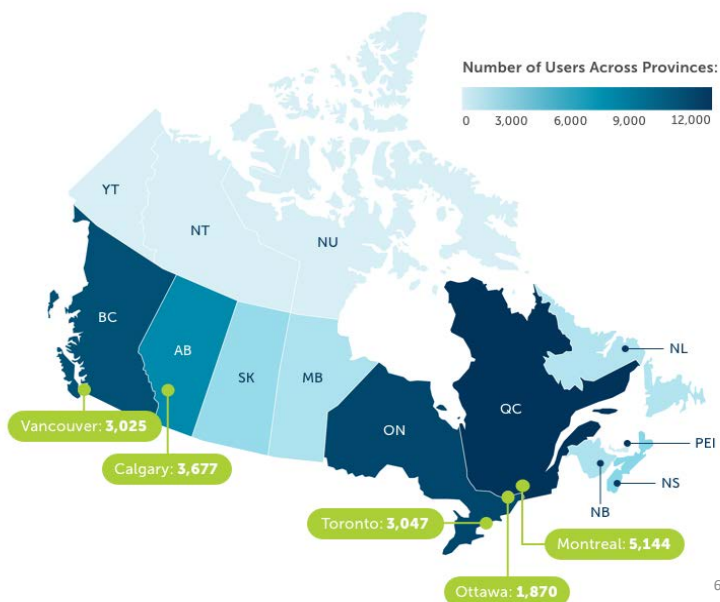 Number of Users Across Provinces:
0 3,000 6,000 9,000 12,000
YT
NT
NU
BC
AB
SK
MB
ON
QC
NL
PEI
NS
NB
Vancouver: 3,025
Calgary: 3,677
Toronto: 3,047
Montreal: 5,144
Ottawa: 1,870
6